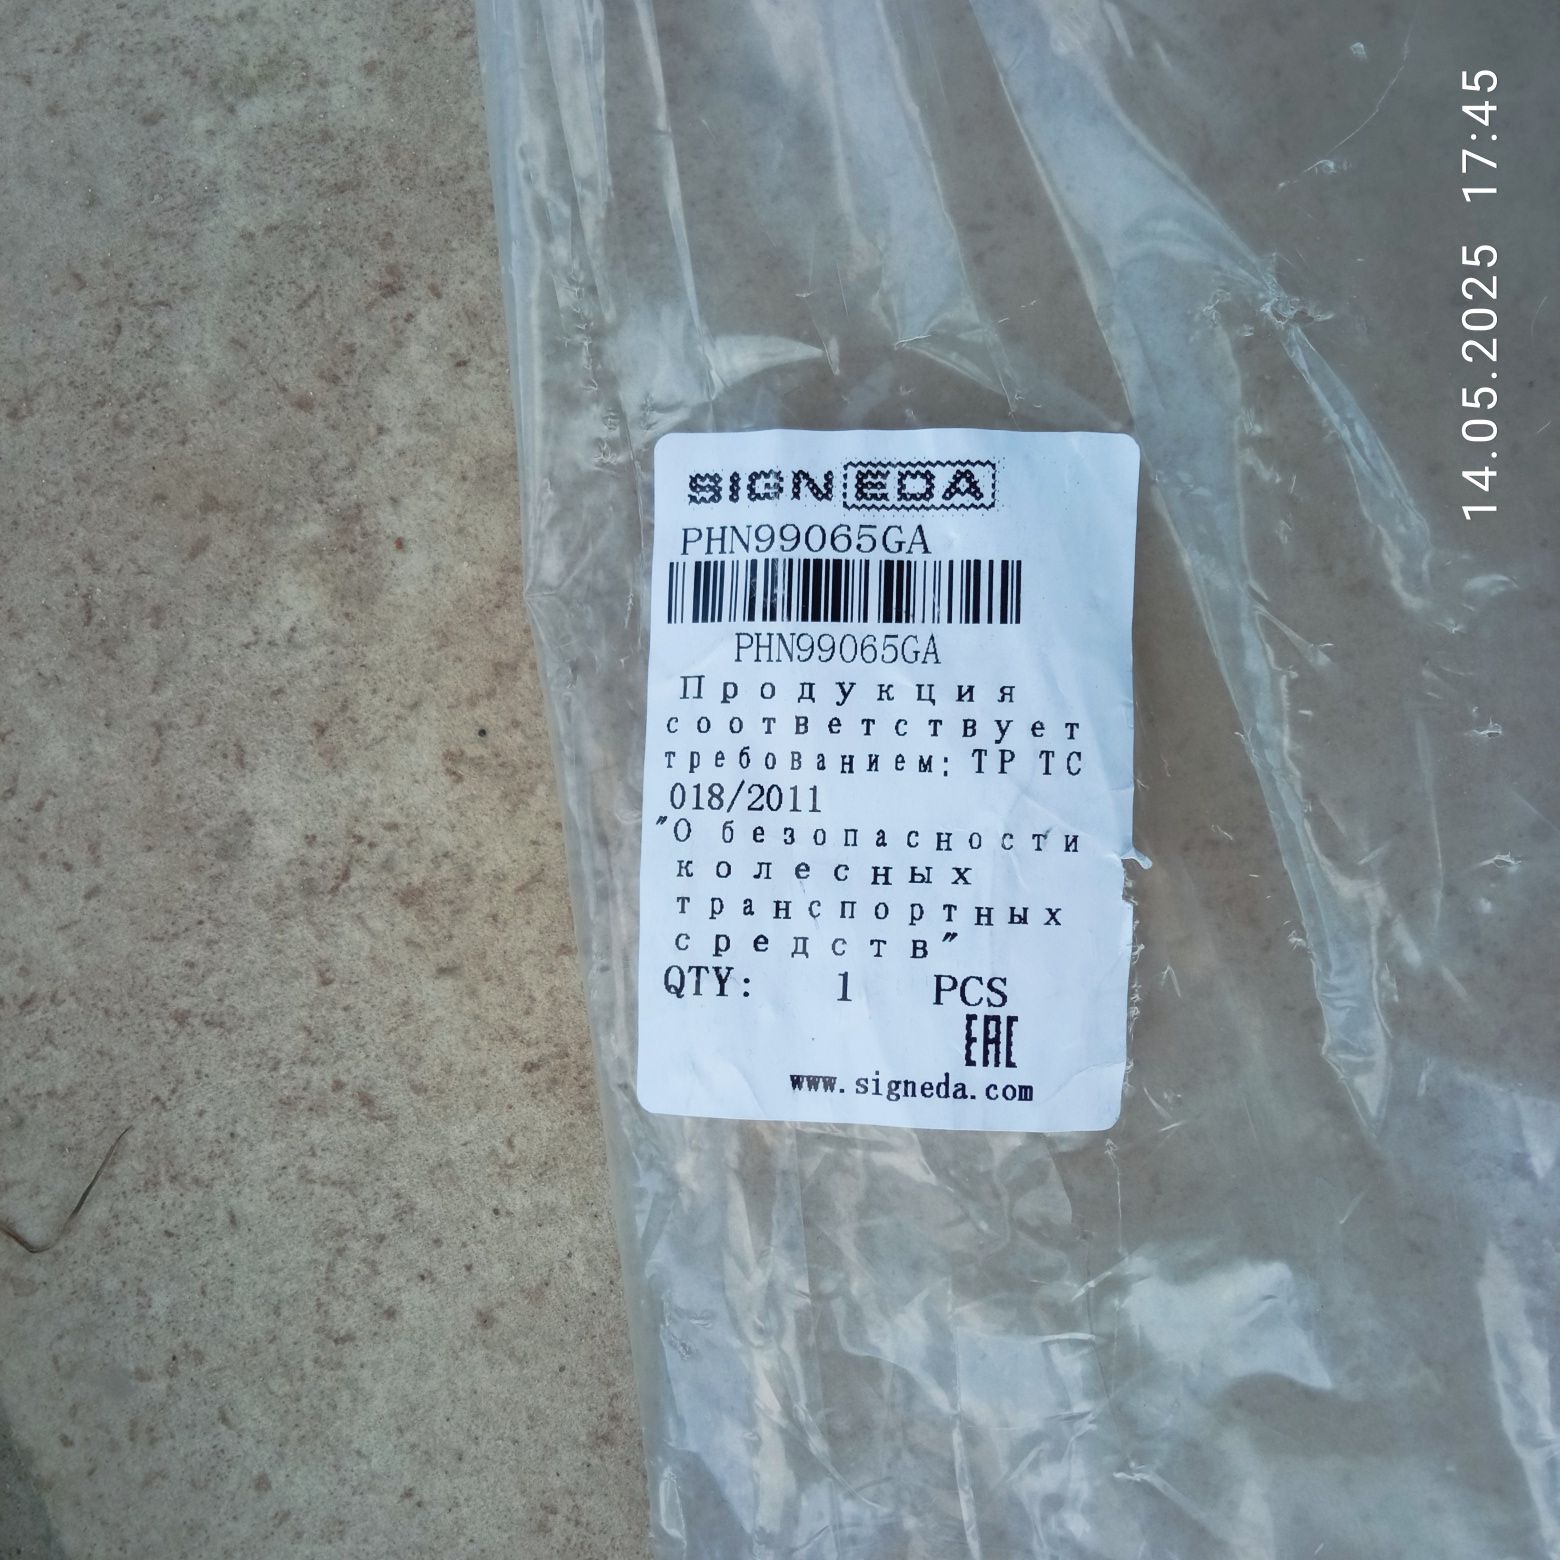 SIGNEDA
PHN99065GA
PHN99065GA
Продукция
соответствует
требованием: ТР ТС
018/2011
"О безопасности
колесных
транспортных
средств"
QTY: 1 PCS
EAC
www.signeda.com
14.05.2025 17:45